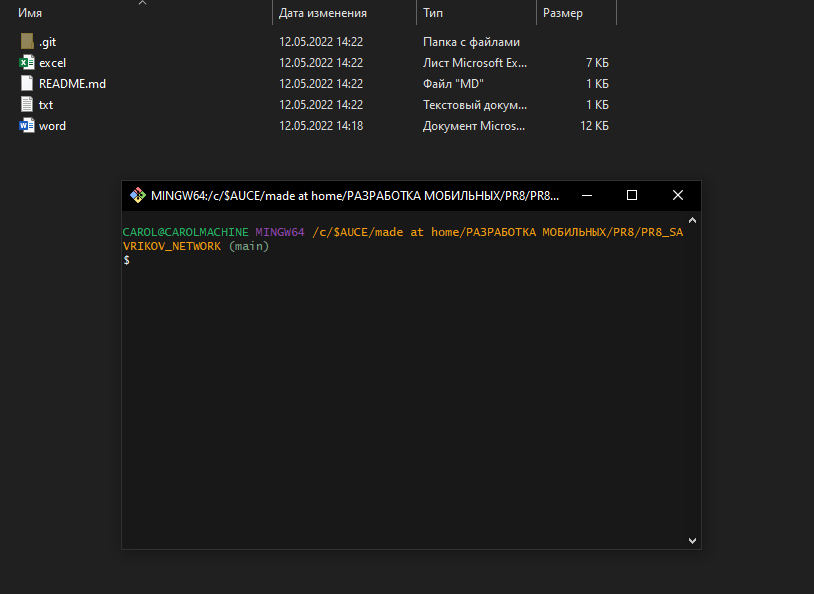 Имя Дата изменения Тип Размер
.git 12.05.2022 14:22 Папка с файлами
excel 12.05.2022 14:22 Лист Microsoft Ex... 7 КБ
README.md 12.05.2022 14:22 Файл "MD" 1 КБ
txt 12.05.2022 14:22 Текстовый докум... 1 КБ
word 12.05.2022 14:18 Документ Micros... 12 КБ
MINGW64:/c/$AUCE/made at home/РАЗРАБОТКА МОБИЛЬНЫХ/PR8/PR8...
CAROL@CAROLMACHINE MINGW64 /c/$AUCE/made at home/РАЗРАБОТКА МОБИЛЬНЫХ/PR8/PR8_SA
VRIKOV_NETWORK (main)
$